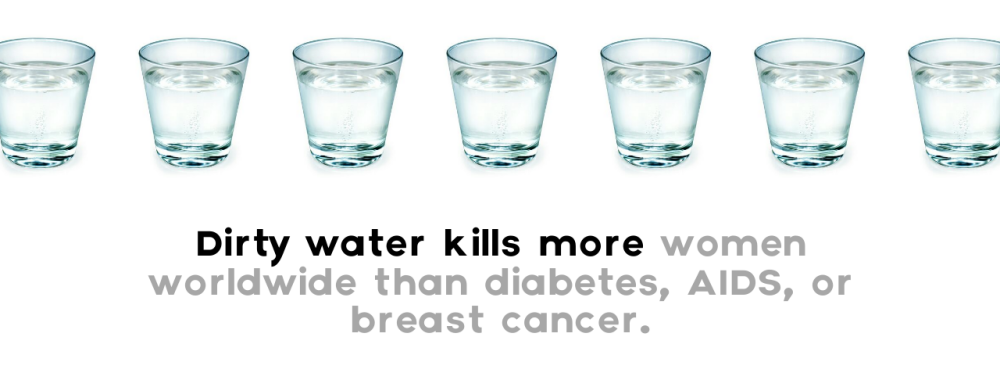 Dirty water kills more women
worldwide than diabetes, AIDS, or
breast cancer.